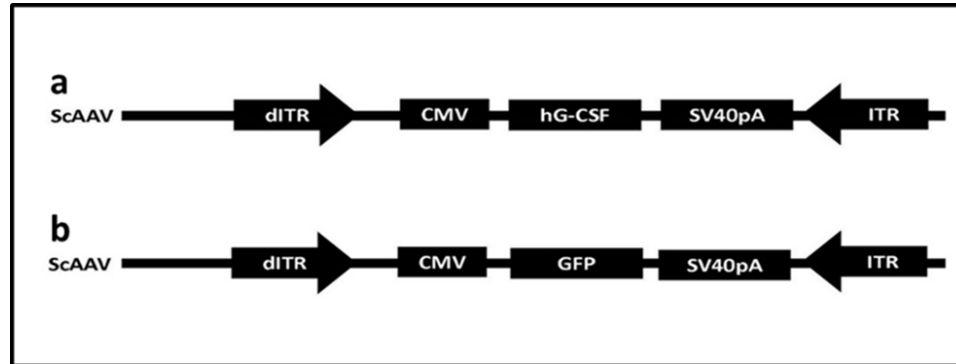 a
ScAAV dITR CMV hG-CSF SV40pA ITR
b
ScAAV dITR CMV GFP SV40pA ITR